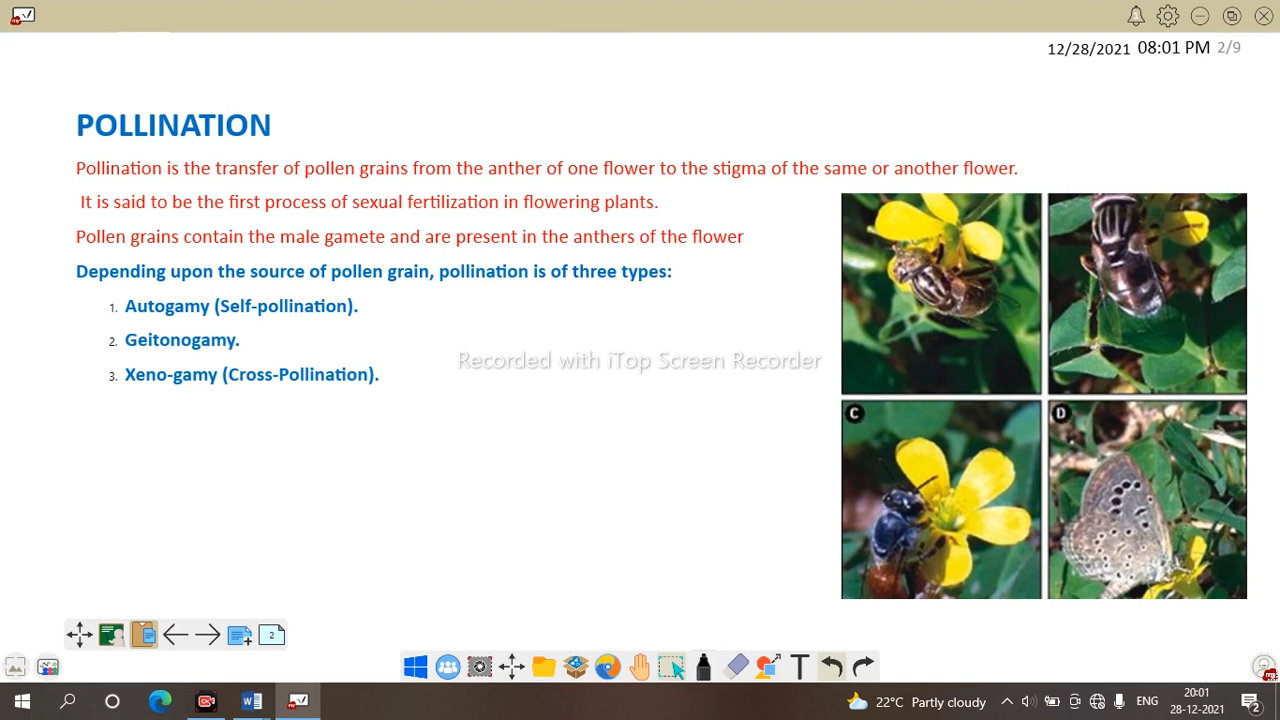 12/28/2021 08:01 PM 2/9
POLLINATION
Pollination is the transfer of pollen grains from the anther of one flower to the stigma of the same or another flower.
It is said to be the first process of sexual fertilization in flowering plants.
Pollen grains contain the male gamete and are present in the anthers of the flower
Depending upon the source of pollen grain, pollination is of three types:
1. Autogamy (Self-pollination).
2. Geitonogamy.
3. Xeno-gamy (Cross-Pollination).
Recorded with iTop Screen Recorder
C D
2
T
22°C Partly cloudy ENG 20:01
28-12-2021 2